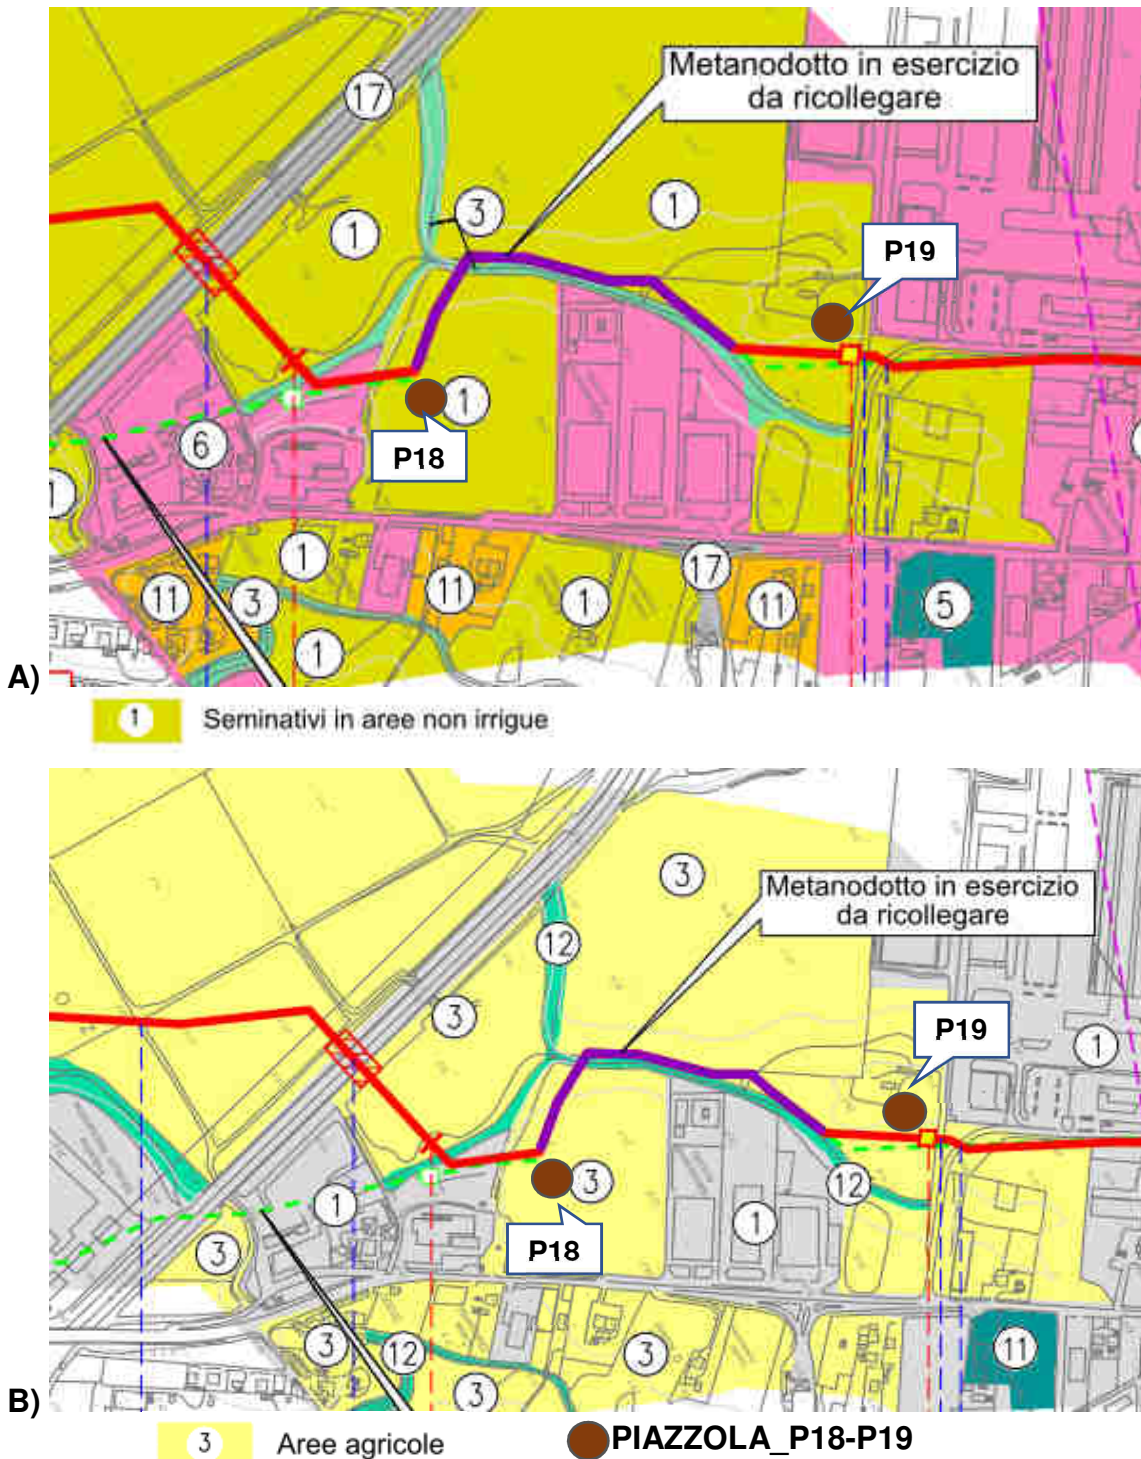 Metanodotto in esercizio
da ricollegare
17
3
1
1
P19
1
P18
6
1
1
11
3
1
11
1
17
11
5
1
A)
1 Seminativi in aree non irrigue
3
Metanodotto in esercizio
da ricollegare
12
3
P19
1
3
P18
12
1
1
3
3
12
3
3
11
B)
3 Aree agricole
PIAZZOLA_P18-P19